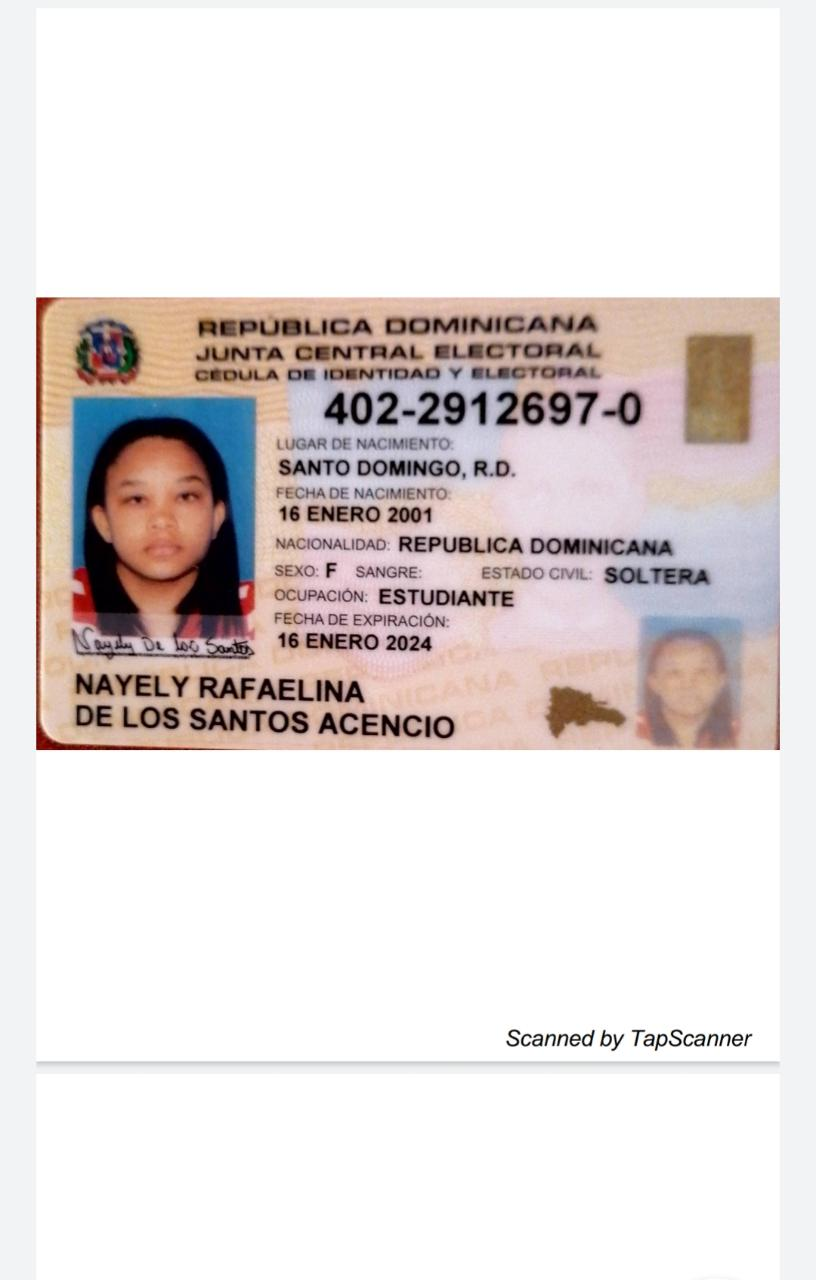 REPÚBLICA DOMINICANA
JUNTA CENTRAL ELECTORAL
CÉDULA DE IDENTIDAD Y ELECTORAL
402-2912697-0
LUGAR DE NACIMIENTO:
SANTO DOMINGO, R.D.
FECHA DE NACIMIENTO:
16 ENERO 2001
NACIONALIDAD: REPUBLICA DOMINICANA
SEXO: F SANGRE: ESTADO CIVIL: SOLTERA
OCUPACIÓN: ESTUDIANTE
FECHA DE EXPIRACIÓN:
16 ENERO 2024
Nayely De los Santos
NAYELY RAFAELINA
DE LOS SANTOS ACENCIO
Scanned by TapScanner